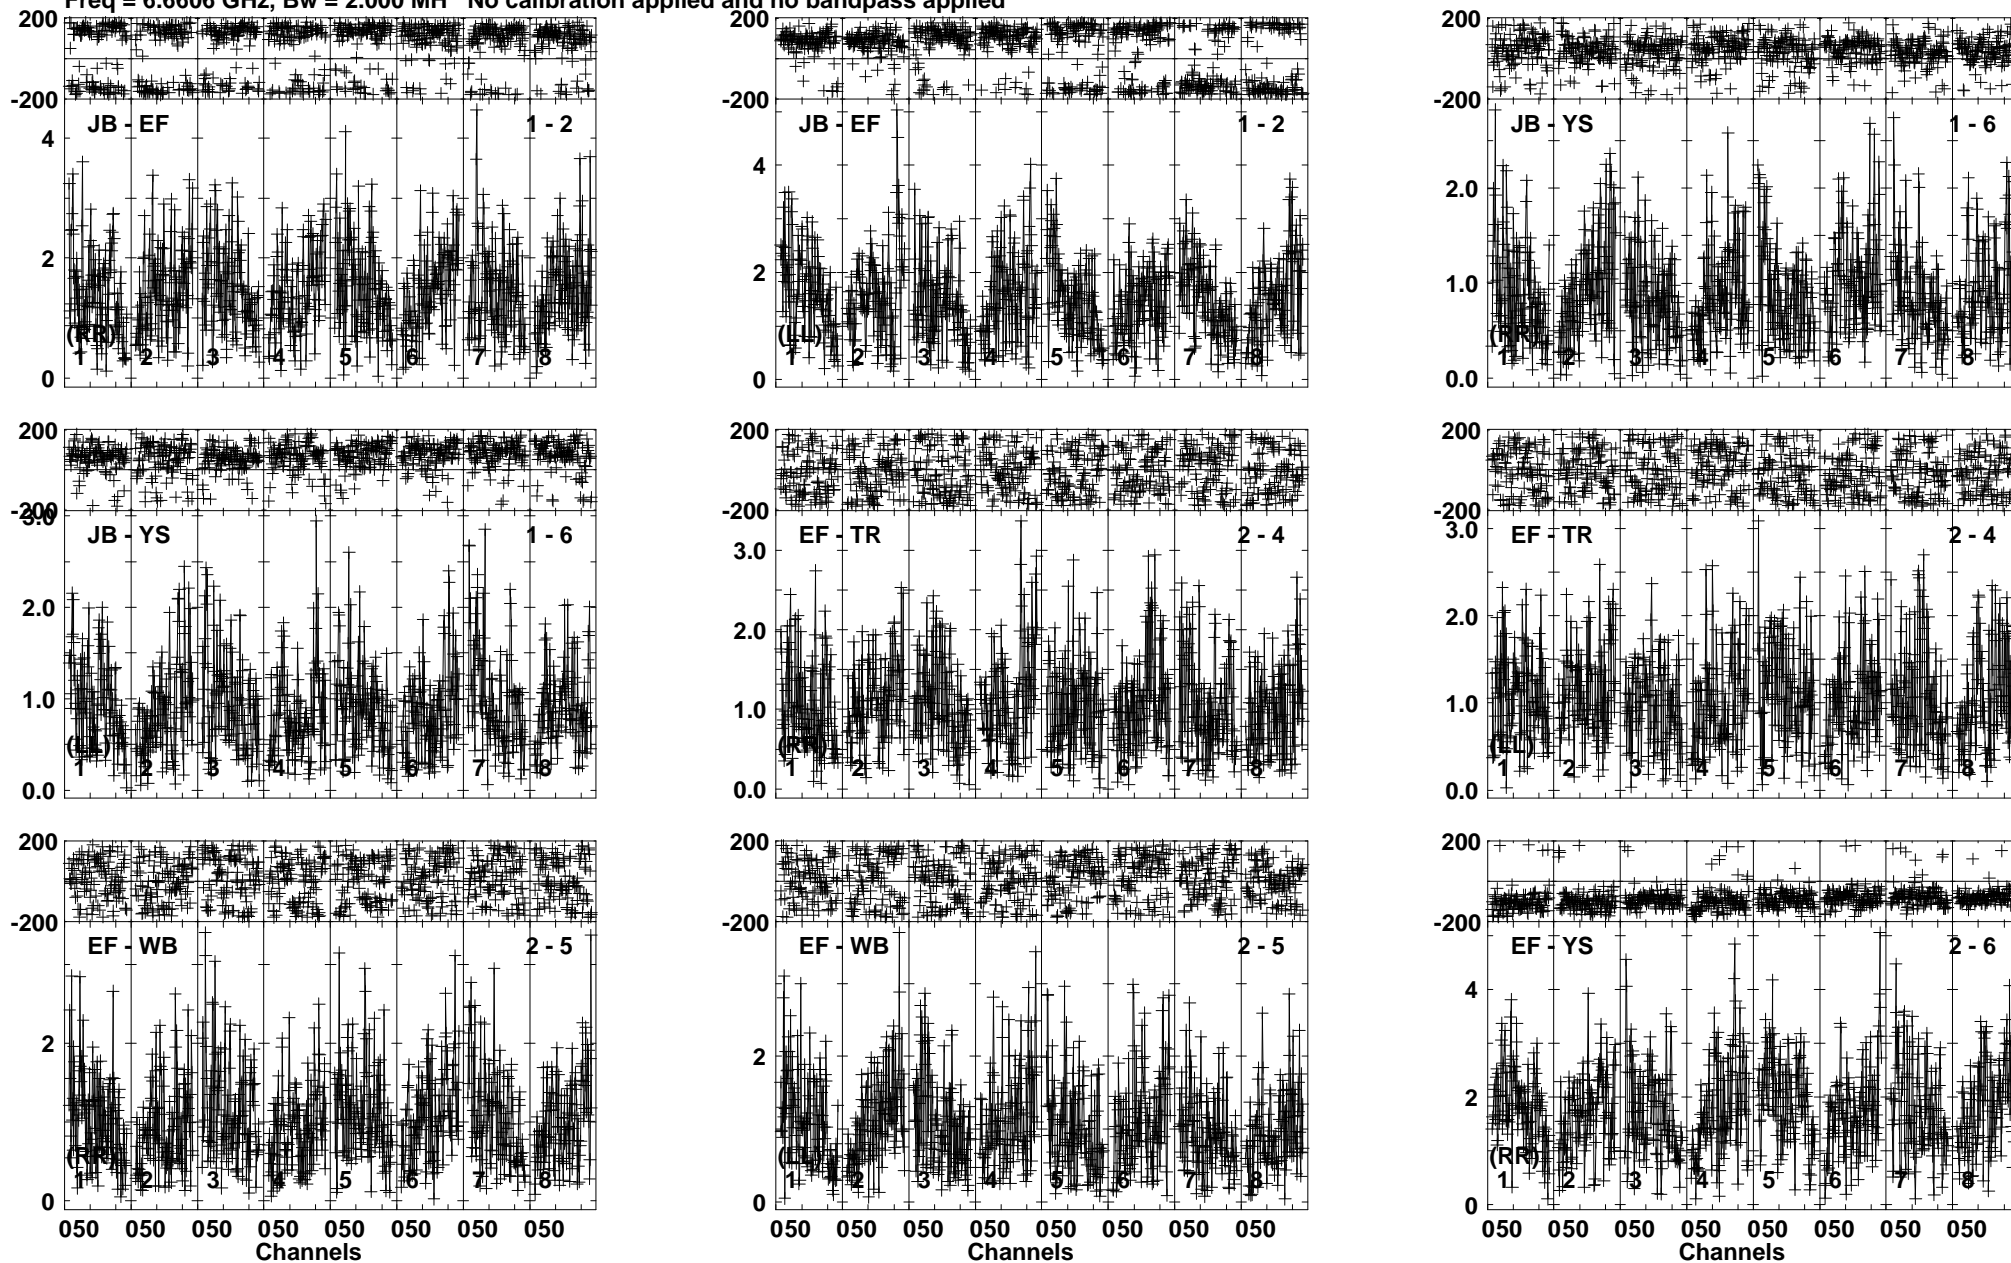 Freq = 6.6606 GHz, Bw = 2.000 MH No calibration applied and no bandpass applied
200 200 200
-200 -200 -200
JB - EF 1 - 2 JB - EF 1 - 2 JB - YS 1 - 6
4 4 2.0
2 2 1.0
(RR) (LL) (RR)
1 2 3 4 5 6 7 8 1 2 3 4 5 6 7 8 1 2 3 4 5 6 7 8
0 0 0.0
200 200 200
-200 -200 -200
3.0
JB - YS 1 - 6 EF - TR 2 - 4 EF - TR 2 - 4
3.0 3.0
2.0 2.0 2.0
1.0 1.0 1.0
(LL) (RR) (LL)
1 2 3 4 5 6 7 8 1 2 3 4 5 6 7 8 1 2 3 4 5 6 7 8
0.0 0.0 0.0
200 200 200
-200 -200 -200
EF - WB 2 - 5 EF - WB 2 - 5 EF - YS 2 - 6
4
2 2 2
(RR) (LL) (RR)
1 2 3 4 5 6 7 8 1 2 3 4 5 6 7 8 1 2 3 4 5 6 7 8
0 0 0
050 050 050 050 050 050 050 050 050 050 050 050 050 050 050 050 050 050 050 050 050 050 050 050
Channels Channels Channels